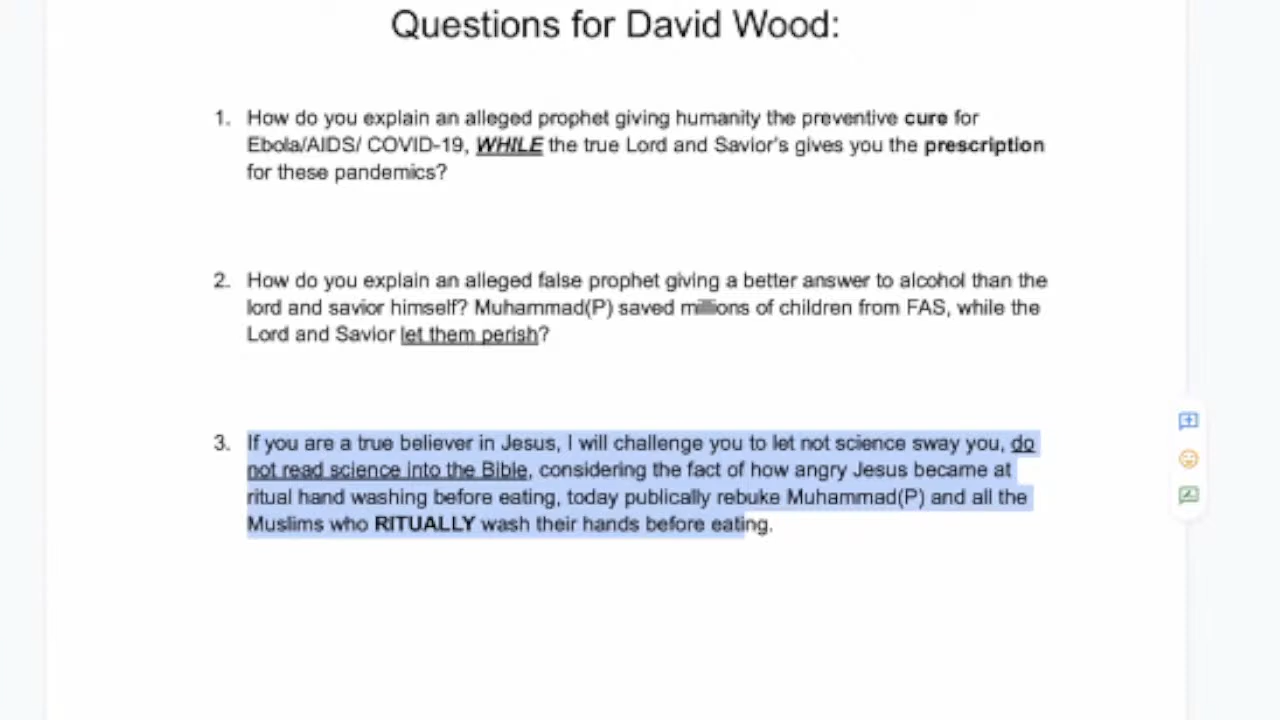 Questions for David Wood:
1. How do you explain an alleged prophet giving humanity the preventive cure for
Ebola/AIDS/ COVID-19, WHILE the true Lord and Savior's gives you the prescription
for these pandemics?
2. How do you explain an alleged false prophet giving a better answer to alcohol than the
lord and savior himself? Muhammad(P) saved millions of children from FAS, while the
Lord and Savior let them perish?
3. If you are a true believer in Jesus, I will challenge you to let not science sway you, do
not read science into the Bible, considering the fact of how angry Jesus became at
ritual hand washing before eating, today publically rebuke Muhammad(P) and all the
Muslims who RITUALLY wash their hands before eating.